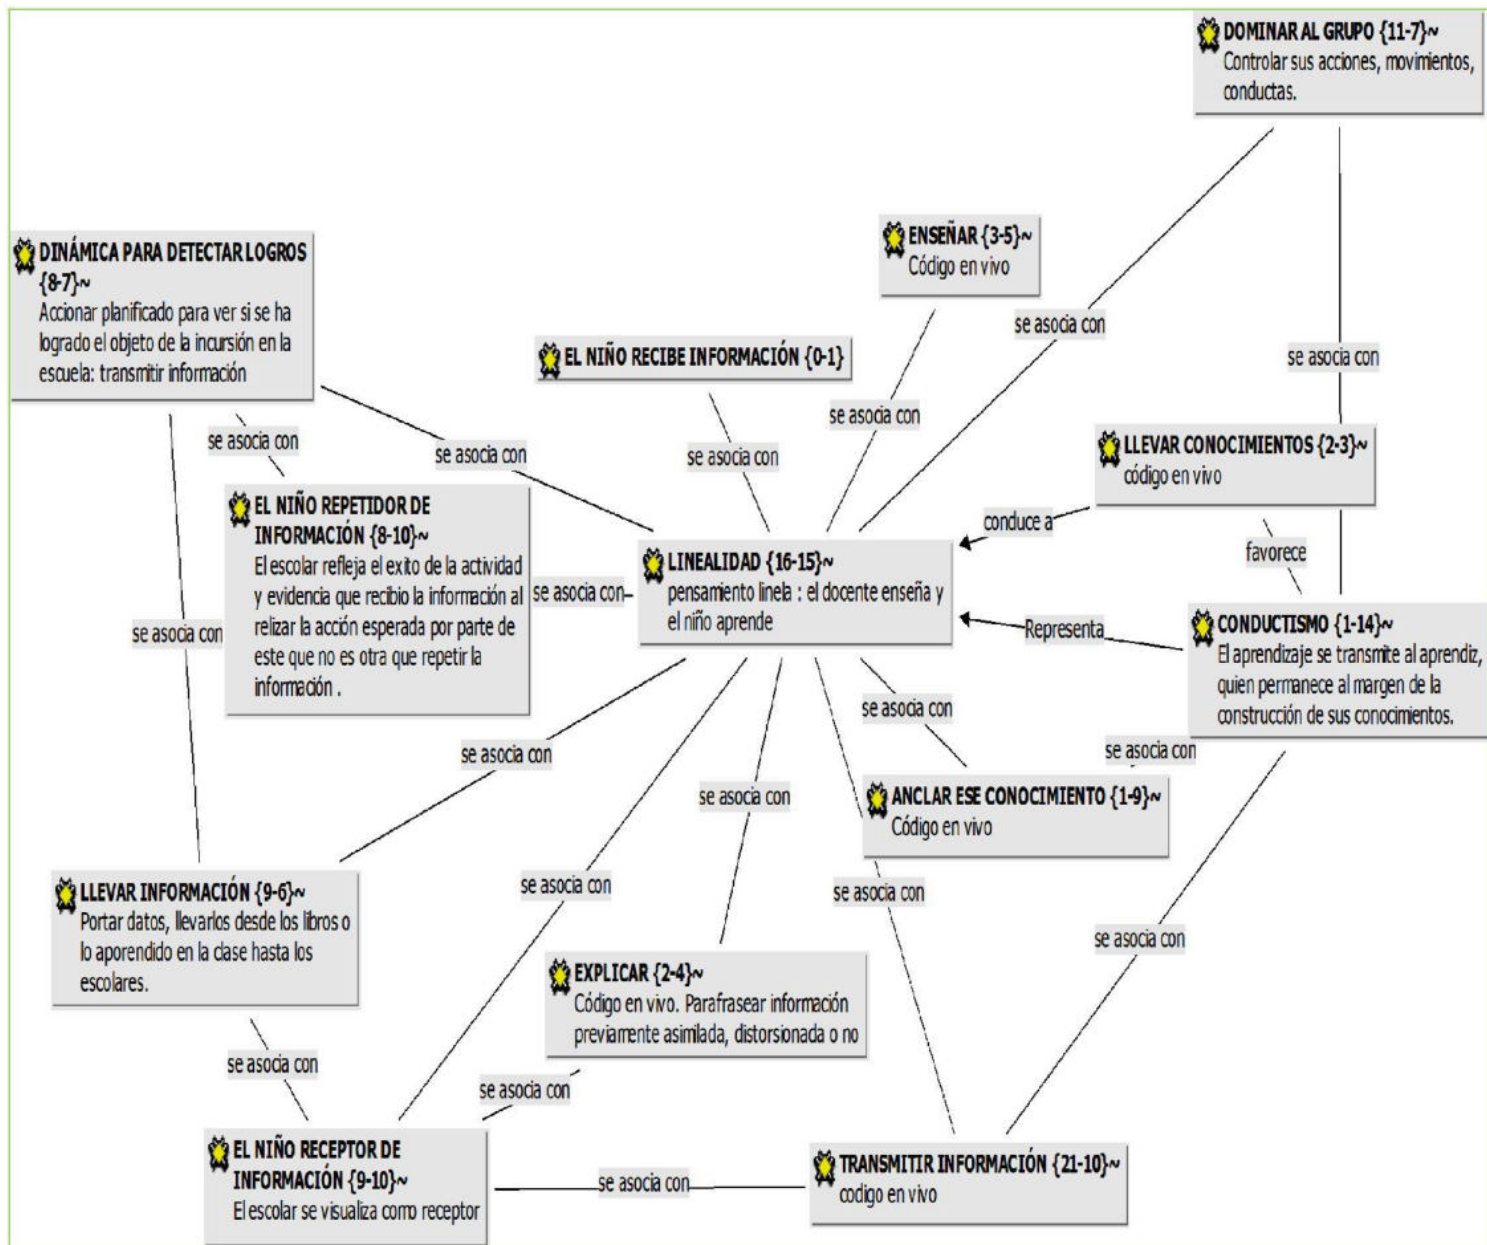 DOMINAR AL GRUPO {11-7}~
Controlar sus acciones, movimientos,
conductas.
ENSEÑAR {3-5}~
Código en vivo
DINÁMICA PARA DETECTAR LOGROS
{8-7}~
Accionar planificado para ver si se ha
logrado el objeto de la incursión en la
escuela: transmitir información
EL NIÑO RECIBE INFORMACIÓN {0-1}
se asocia con
se asocia con
se asocia con
se asocia con
se asocia con
se asocia con
LLEVAR CONOCIMIENTOS {2-3}~
código en vivo
EL NIÑO REPETIDOR DE
INFORMACIÓN {8-10}~
El escolar refleja el exito de la actividad
y evidencia que recibio la información al
relizar la acción esperada por parte de
este que no es otra que repetir la
información .
conduce a
favorece
LINEALIDAD {16-15}~
pensamiento linela : el docente enseña y
el niño aprende
se asocia con
se asocia con
Representa
CONDUCTISMO {1-14}~
El aprendizaje se transmite al aprendiz,
quien permanece al margen de la
construcción de sus conocimientos.
se asocia con
se asocia con
se asocia con
se asocia con
ANCLAR ESE CONOCIMIENTO {1-9}~
Código en vivo
LLEVAR INFORMACIÓN {9-6}~
Portar datos, llevarlos desde los libros o
lo aporendido en la clase hasta los
escolares.
se asocia con
se asocia con
se asocia con
EXPLICAR {2-4}~
Código en vivo. Parafrasear información
previamente asimilada, distorsionada o no
se asocia con
se asocia con
EL NIÑO RECEPTOR DE
INFORMACIÓN {9-10}~
El escolar se visualiza como receptor
se asocia con
TRANSMITIR INFORMACIÓN {21-10}~
codigo en vivo